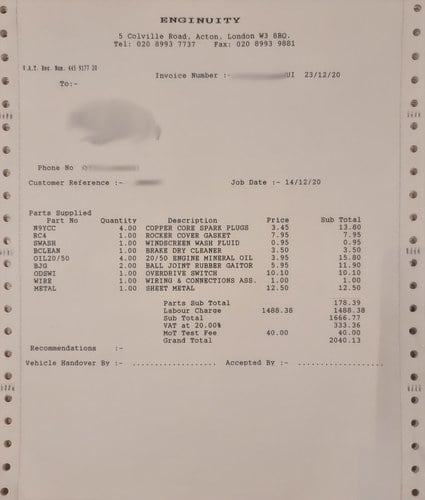 ENGINUITY
5 Colville Road, Acton, London W3 8BQ.
Tel: 020 8993 7737 Fax: 020 8993 9881
V.A.T. Reg. Num. 445 9177 20
Invoice Number :- UI 23/12/20
To:-
Phone No
Customer Reference :- Job Date :- 14/12/20
Parts Supplied
Part No Quantity Description Price Sub Total
N9YCC 4.00 COPPER CORE SPARK PLUGS 3.45 13.80
RC4 1.00 ROCKER COVER GASKET 7.95 7.95
SWASH 1.00 WINDSCREEN WASH FLUID 0.95 0.95
BCLEAN 1.00 BRAKE DRY CLEANER 3.50 3.50
OIL20/50 4.00 20/50 ENGINE MINERAL OIL 3.95 15.80
BJG 2.00 BALL JOINT RUBBER GAITOR 5.95 11.90
ODSWI 1.00 OVERDRIVE SWITCH 10.10 10.10
WIRE 1.00 WIRING & CONNECTIONS ASS. 1.00 1.00
METAL 1.00 SHEET METAL 12.50 12.50
Parts Sub Total 178.39
Labour Charge 1488.38 1488.38
Sub Total 1666.77
VAT at 20.00% 333.36
MoT Test Fee 40.00 40.00
Grand Total 2040.13
Recommendations :-
Vehicle Handover By :- .................. Accepted By :- ..................